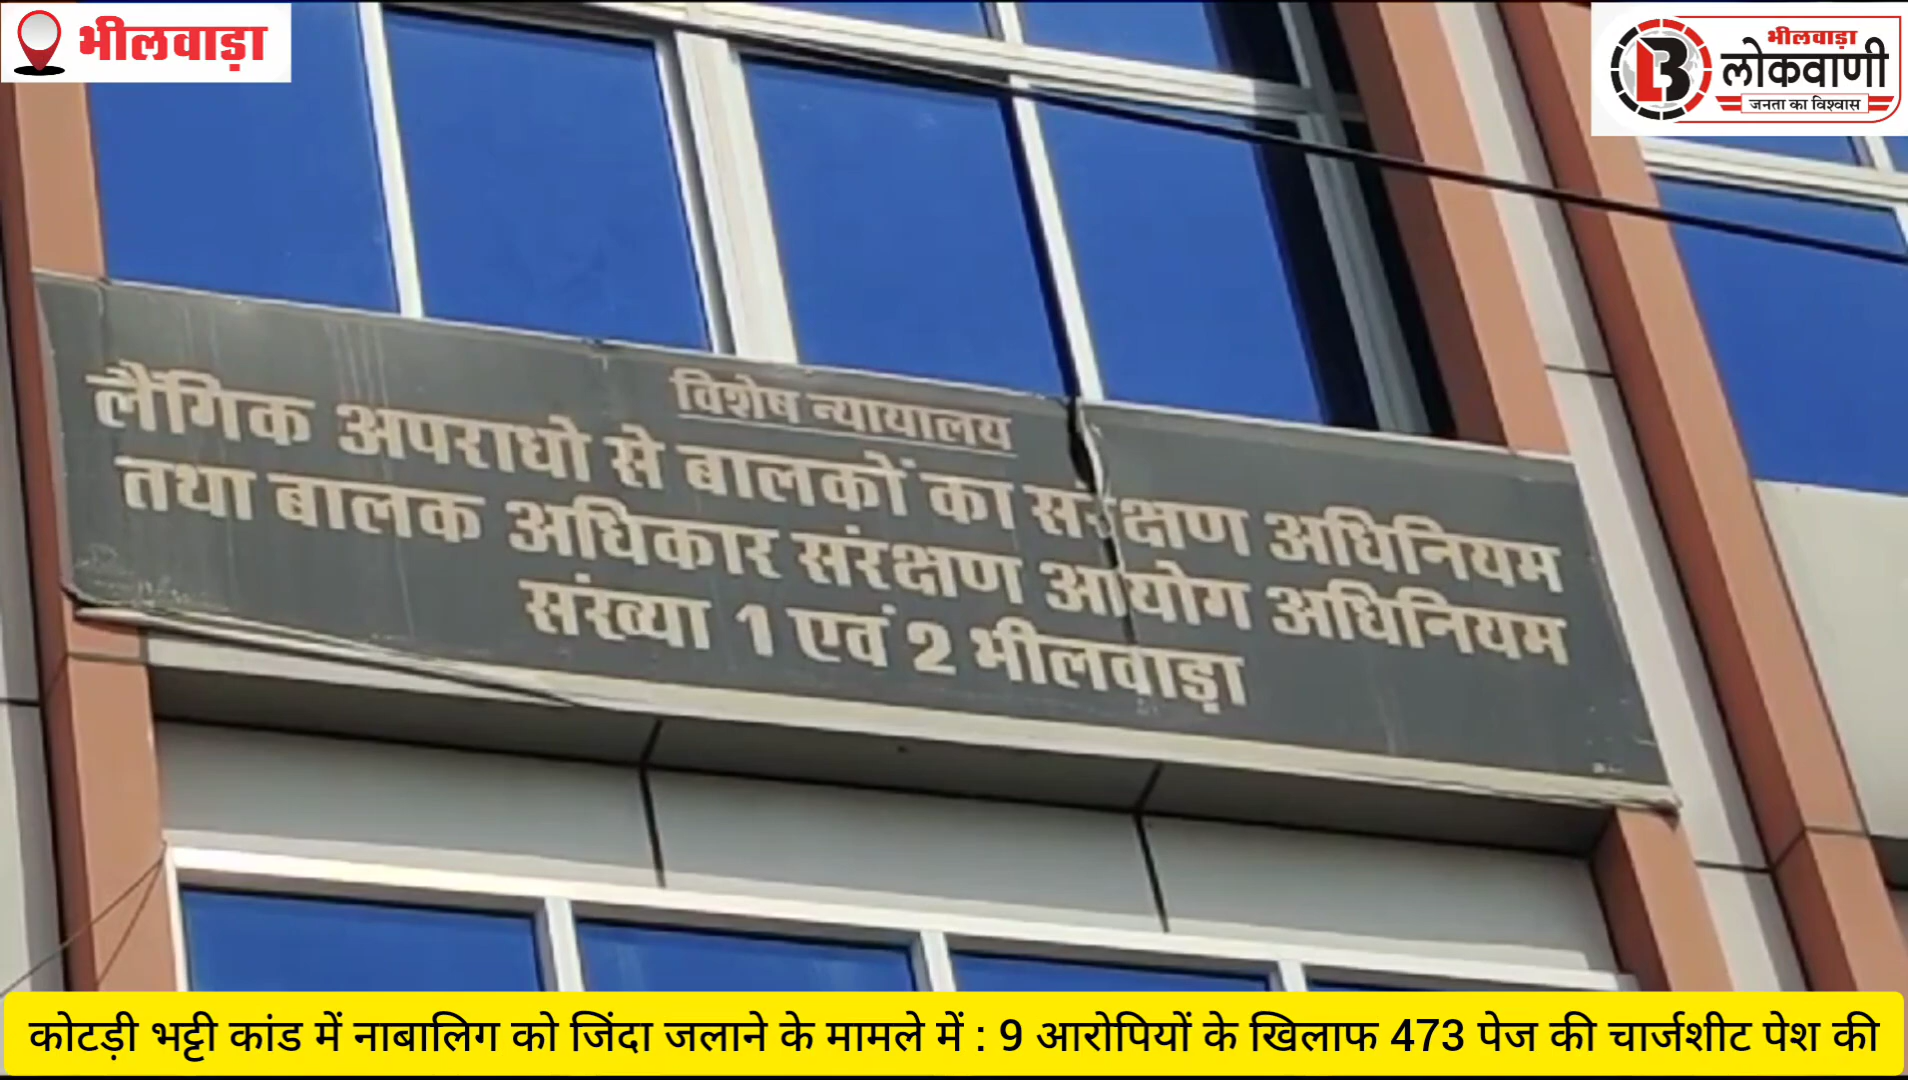 भीलवाड़ा
भीलवाड़ा
लोकवाणी
जनता का विश्वास
विशेष न्यायालय
लैंगिक अपराधो से बालकों का संरक्षण अधिनियम
तथा बालक अधिकार संरक्षण आयोग अधिनियम
संख्या 1 एवं 2 भीलवाड़ा
कोटड़ी भट्टी कांड में नाबालिग को जिंदा जलाने के मामले में : 9 आरोपियों के खिलाफ 473 पेज की चार्जशीट पेश की